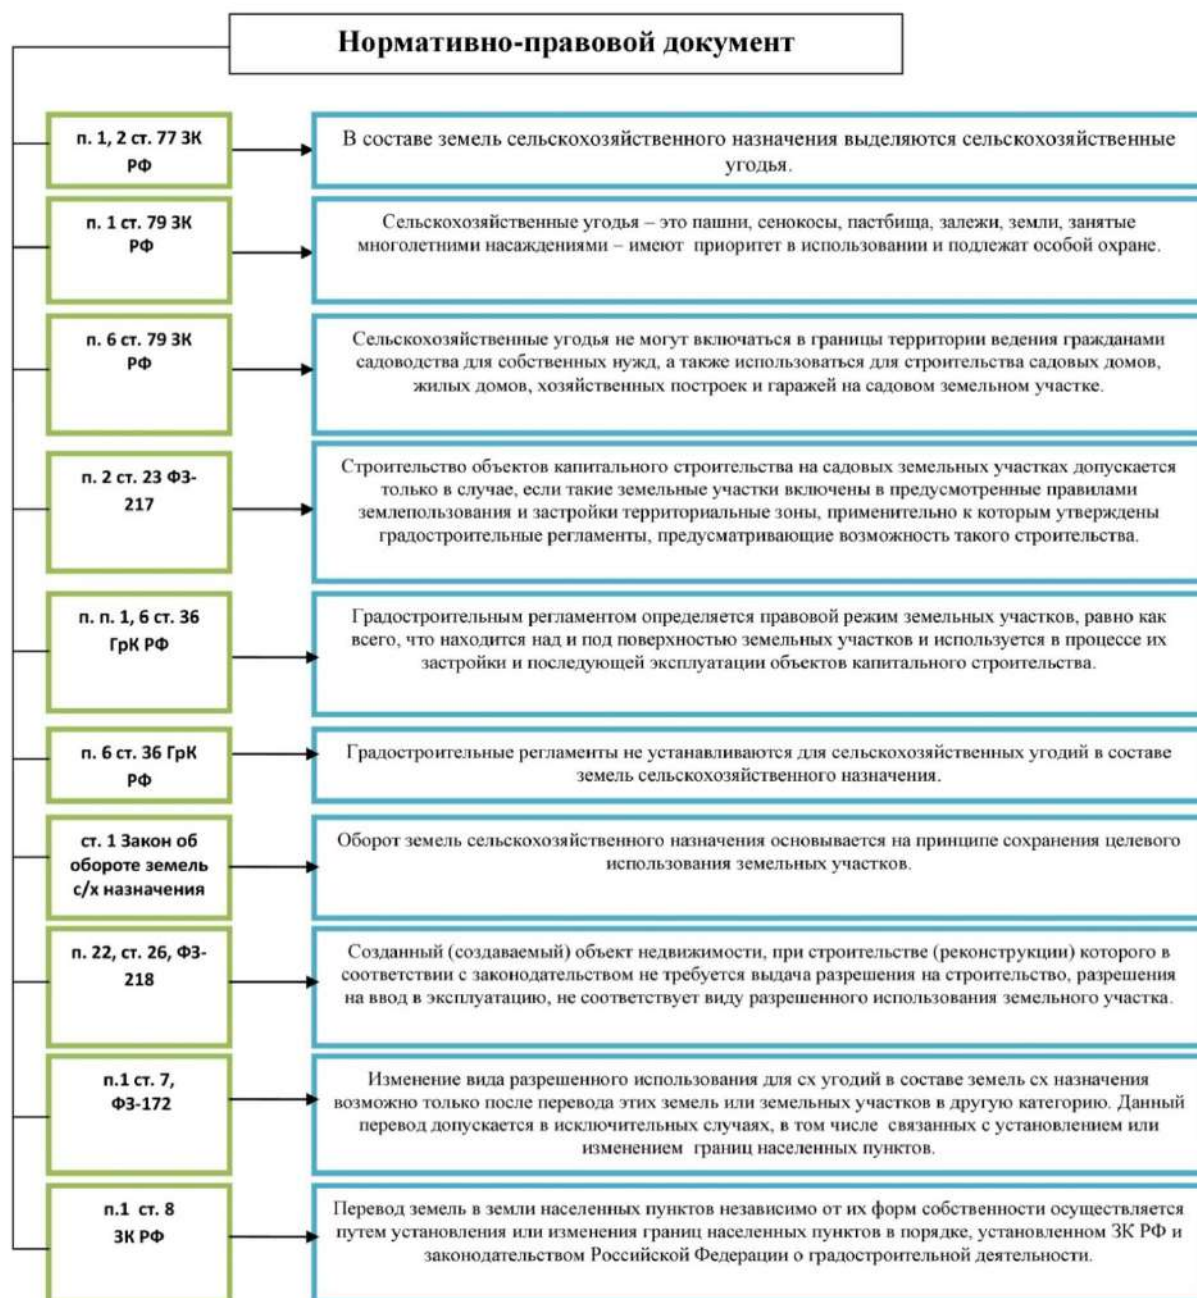 Нормативно-правовой документ
п. 1, 2 ст. 77 ЗК
РФ
В составе земель сельскохозяйственного назначения выделяются сельскохозяйственные
угодья.
п. 1 ст. 79 ЗК
РФ
Сельскохозяйственные угодья – это пашни, сенокосы, пастбища, залежи, земли, занятые
многолетними насаждениями – имеют приоритет в использовании и подлежат особой охране.
п. 6 ст. 79 ЗК
РФ
Сельскохозяйственные угодья не могут включаться в границы территории ведения гражданами
садоводства для собственных нужд, а также использоваться для строительства садовых домов,
жилых домов, хозяйственных построек и гаражей на садовом земельном участке.
п. 2 ст. 23 ФЗ-
217
Строительство объектов капитального строительства на садовых земельных участках допускается
только в случае, если такие земельные участки включены в предусмотренные правилами
землепользования и застройки территориальные зоны, применительно к которым утверждены
градостроительные регламенты, предусматривающие возможность такого строительства.
п. п. 1, 6 ст. 36
ГрК РФ
Градостроительным регламентом определяется правовой режим земельных участков, равно как
всего, что находится над и под поверхностью земельных участков и используется в процессе их
застройки и последующей эксплуатации объектов капитального строительства.
п. 6 ст. 36 ГрК
РФ
Градостроительные регламенты не устанавливаются для сельскохозяйственных угодий в составе
земель сельскохозяйственного назначения.
ст. 1 Закон об
обороте земель
с/х назначения
Оборот земель сельскохозяйственного назначения основывается на принципе сохранения целевого
использования земельных участков.
п. 22, ст. 26, ФЗ-
218
Созданный (создаваемый) объект недвижимости, при строительстве (реконструкции) которого в
соответствии с законодательством не требуется выдача разрешения на строительство, разрешения
на ввод в эксплуатацию, не соответствует виду разрешенного использования земельного участка.
п.1 ст. 7,
ФЗ-172
Изменение вида разрешенного использования для сх угодий в составе земель сх назначения
возможно только после перевода этих земель или земельных участков в другую категорию. Данный
перевод допускается в исключительных случаях, в том числе связанных с установлением или
изменением границ населенных пунктов.
п.1 ст. 8
ЗК РФ
Перевод земель в земли населенных пунктов независимо от их форм собственности осуществляется
путем установления или изменения границ населенных пунктов в порядке, установленном ЗК РФ и
законодательством Российской Федерации о градостроительной деятельности.